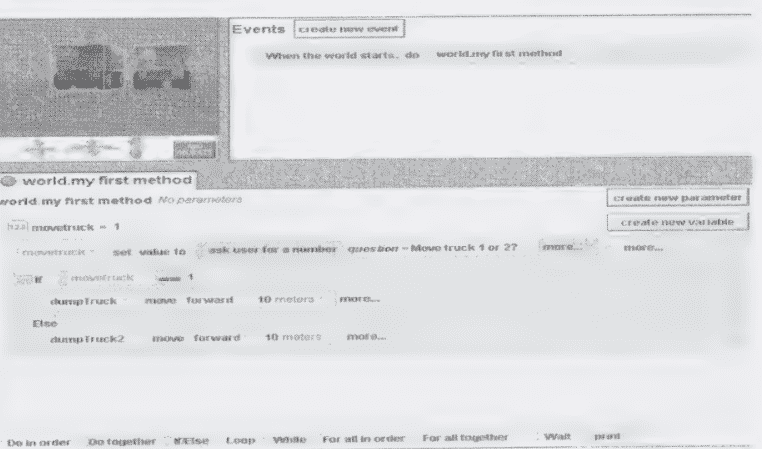 Events create new event
When the world starts, do world.my first method
world.my first method
world.my first method No parameters
create new parameter
123 movetruck = 1
create new variable
movetruck set value to ask user for a number question = Move truck 1 or 2? more... more...
If movetruck == 1
dumpTruck move forward 10 meters more...
Else
dumpTruck2 move forward 10 meters more...
Do in order Do together If/Else Loop While For all in order For all together Wait print